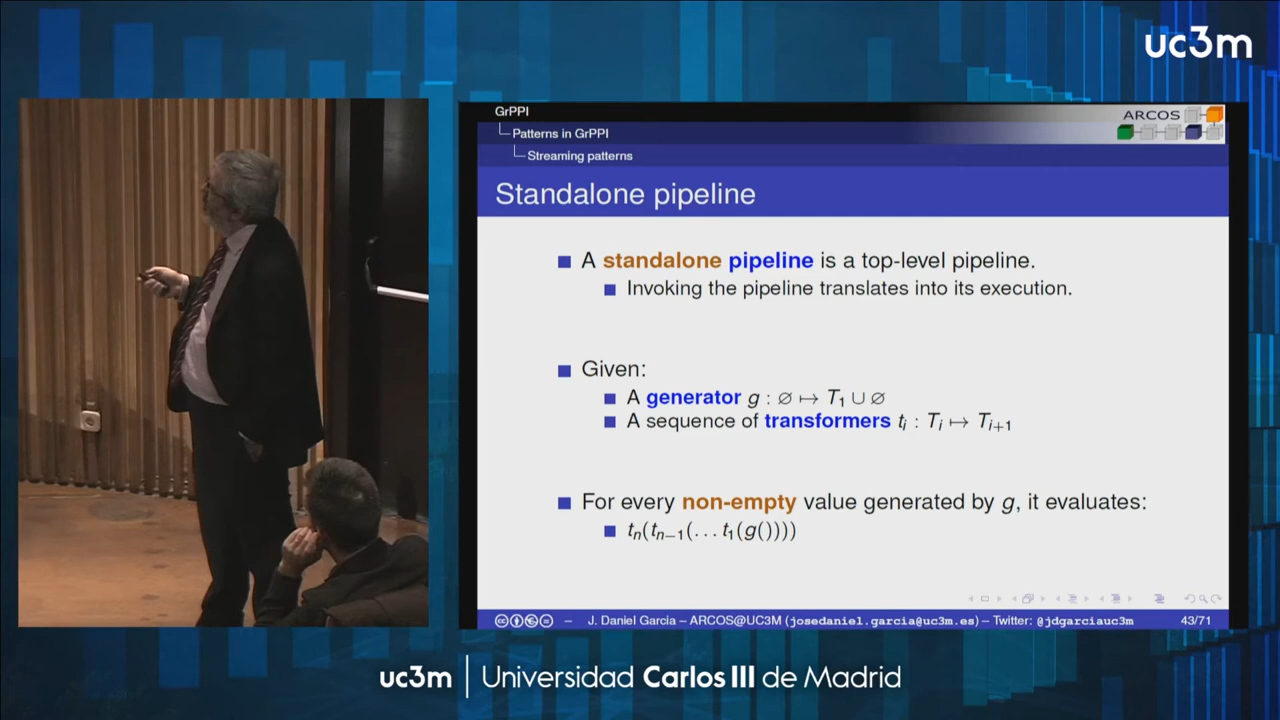 uc3m
GrPPI
Patterns in GrPPI
Streaming patterns
ARCOS
Standalone pipeline
A standalone pipeline is a top-level pipeline.
Invoking the pipeline translates into its execution.
Given:
A generator g : ∅ ↦ T₁ ∪ ∅
A sequence of transformers tᵢ : Tᵢ ↦ Tᵢ₊₁
For every non-empty value generated by g, it evaluates:
tₙ(tₙ₋₁(. . . t₁(g())))
J. Daniel Garcia – ARCOS@UC3M (josedaniel.garcia@uc3m.es) – Twitter: @jdgarciauc3m 43/71
uc3m | Universidad Carlos III de Madrid